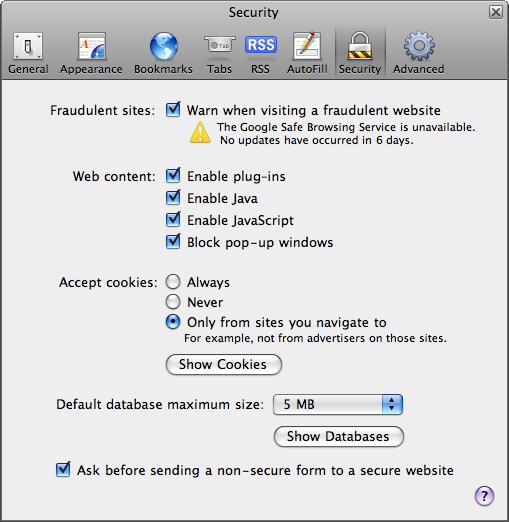 Security
General Appearance Bookmarks Tabs RSS AutoFill Security Advanced
Tab
RSS
Fraudulent sites: Warn when visiting a fraudulent website
The Google Safe Browsing Service is unavailable.
No updates have occurred in 6 days.
Web content: Enable plug-ins
Enable Java
Enable JavaScript
Block pop-up windows
Accept cookies: Always
Never
Only from sites you navigate to
For example, not from advertisers on those sites.
Show Cookies
Default database maximum size: 5 MB
Show Databases
Ask before sending a non-secure form to a secure website
?